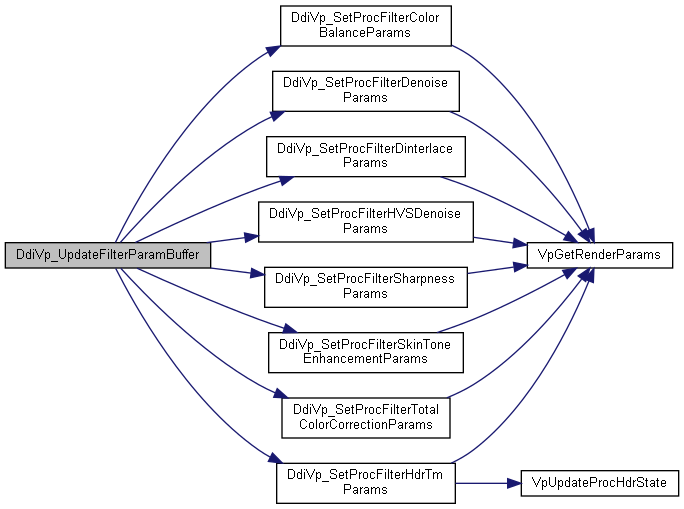 DdiVp_SetProcFilterColor
BalanceParams
DdiVp_SetProcFilterDenoise
Params
DdiVp_SetProcFilterDinterlace
Params
DdiVp_SetProcFilterHVSDenoise
Params
DdiVp_UpdateFilterParamBuffer
VpGetRenderParams
DdiVp_SetProcFilterSharpness
Params
DdiVp_SetProcFilterSkinTone
EnhancementParams
DdiVp_SetProcFilterTotal
ColorCorrectionParams
DdiVp_SetProcFilterHdrTm
Params
VpUpdateProcHdrState